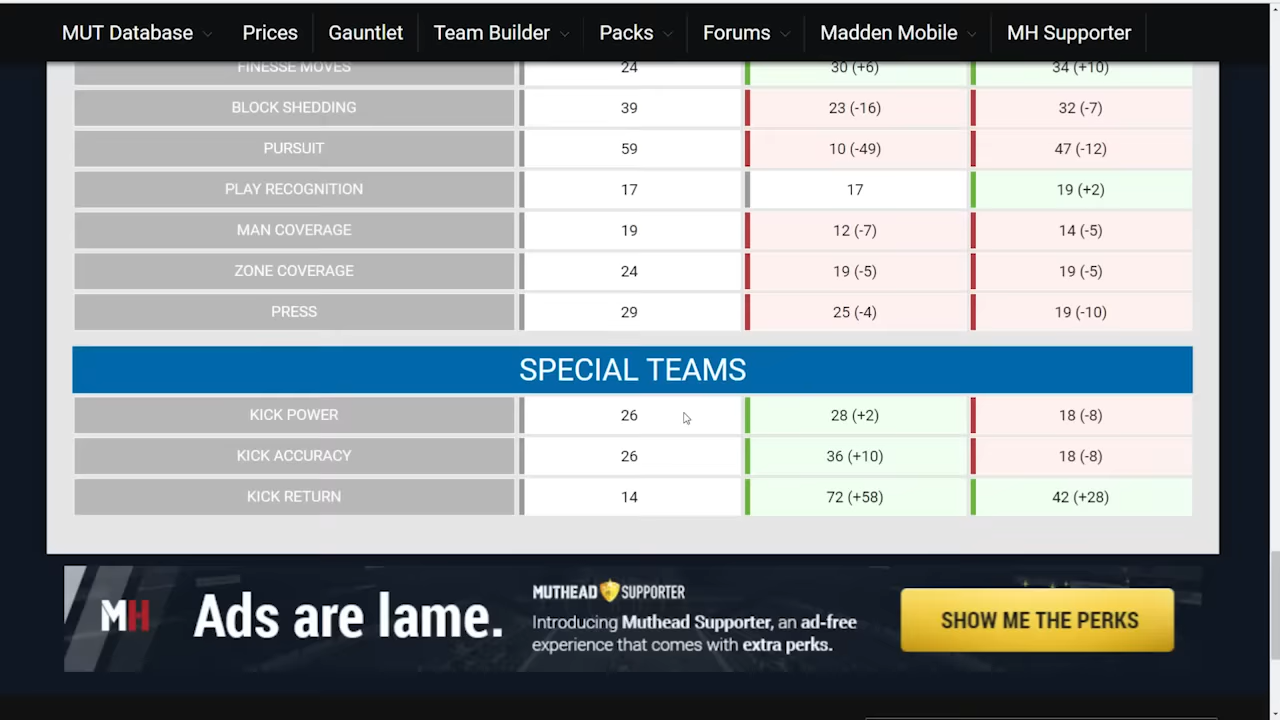 MUT Database Prices Gauntlet Team Builder Packs Forums Madden Mobile MH Supporter
FINESSE MOVES 24 30 (+6) 34 (+10)
BLOCK SHEDDING 39 23 (-16) 32 (-7)
PURSUIT 59 10 (-49) 47 (-12)
PLAY RECOGNITION 17 17 19 (+2)
MAN COVERAGE 19 12 (-7) 14 (-5)
ZONE COVERAGE 24 19 (-5) 19 (-5)
PRESS 29 25 (-4) 19 (-10)
SPECIAL TEAMS
KICK POWER 26 28 (+2) 18 (-8)
KICK ACCURACY 26 36 (+10) 18 (-8)
KICK RETURN 14 72 (+58) 42 (+28)
MH Ads are lame.
MUTHEAD SUPPORTER
Introducing Muthead Supporter, an ad-free
experience that comes with extra perks.
SHOW ME THE PERKS